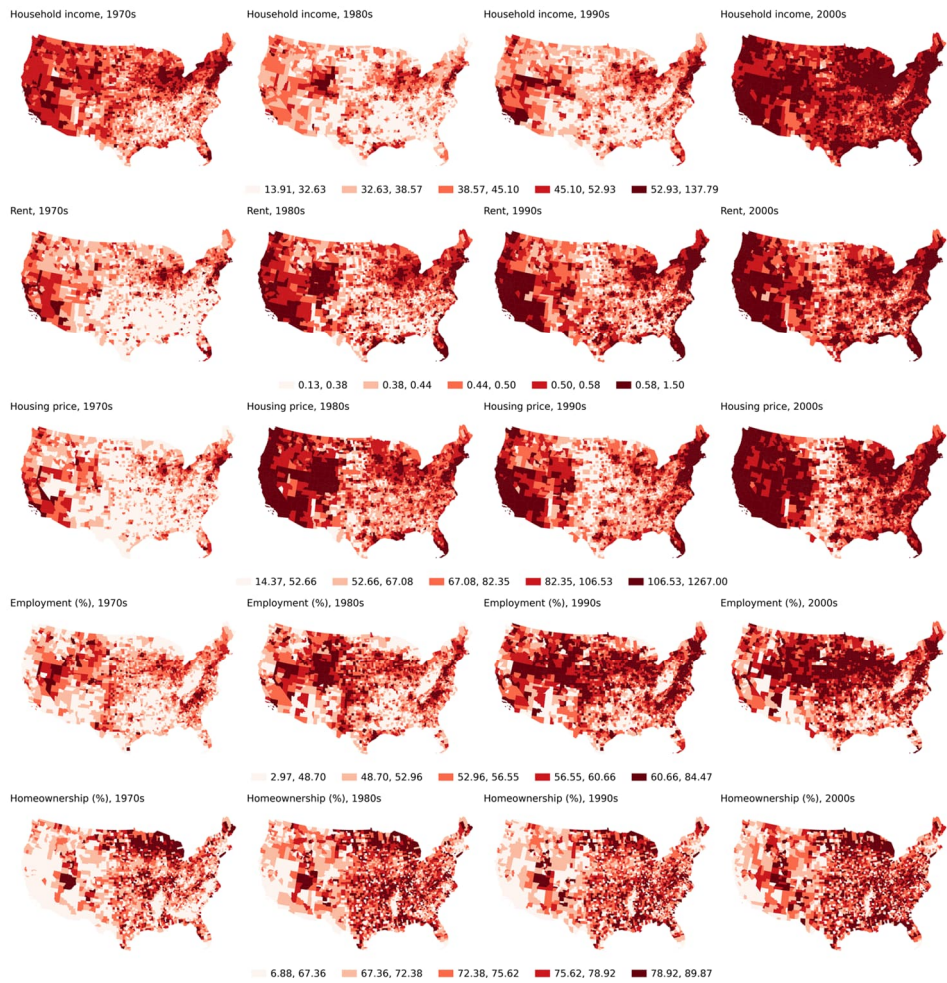 Household income, 1970s
Household income, 1980s
Household income, 1990s
Household income, 2000s
13.91, 32.63
32.63, 38.57
38.57, 45.10
45.10, 52.93
52.93, 137.79
Rent, 1970s
Rent, 1980s
Rent, 1990s
Rent, 2000s
0.13, 0.38
0.38, 0.44
0.44, 0.50
0.50, 0.58
0.58, 1.50
Housing price, 1970s
Housing price, 1980s
Housing price, 1990s
Housing price, 2000s
14.37, 52.66
52.66, 67.08
67.08, 82.35
82.35, 106.53
106.53, 1267.00
Employment (%), 1970s
Employment (%), 1980s
Employment (%), 1990s
Employment (%), 2000s
2.97, 48.70
48.70, 52.96
52.96, 56.55
56.55, 60.66
60.66, 84.47
Homeownership (%), 1970s
Homeownership (%), 1980s
Homeownership (%), 1990s
Homeownership (%), 2000s
6.88, 67.36
67.36, 72.38
72.38, 75.62
75.62, 78.92
78.92, 89.87